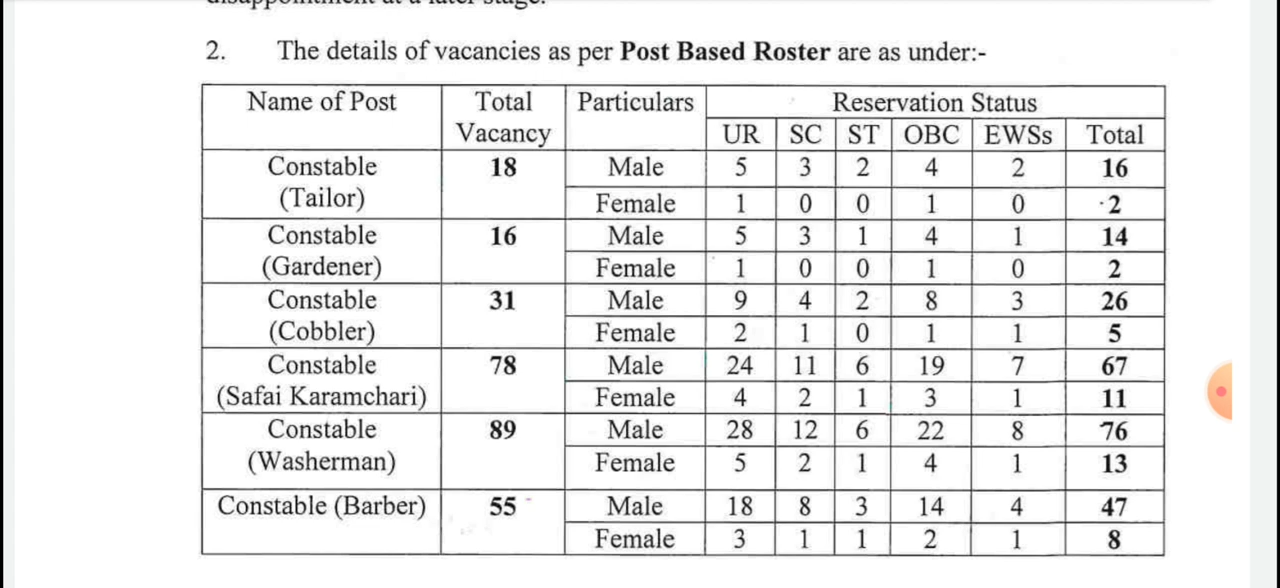 disappointment at a later stage.
2. The details of vacancies as per Post Based Roster are as under:-
Name of Post Total Vacancy Particulars Reservation Status
UR SC ST OBC EWSs Total
Constable (Tailor) 18 Male 5 3 2 4 2 16
Female 1 0 0 1 0 2
Constable (Gardener) 16 Male 5 3 1 4 1 14
Female 1 0 0 1 0 2
Constable (Cobbler) 31 Male 9 4 2 8 3 26
Female 2 1 0 1 1 5
Constable (Safai Karamchari) 78 Male 24 11 6 19 7 67
Female 4 2 1 3 1 11
Constable (Washerman) 89 Male 28 12 6 22 8 76
Female 5 2 1 4 1 13
Constable (Barber) 55 Male 18 8 3 14 4 47
Female 3 1 1 2 1 8